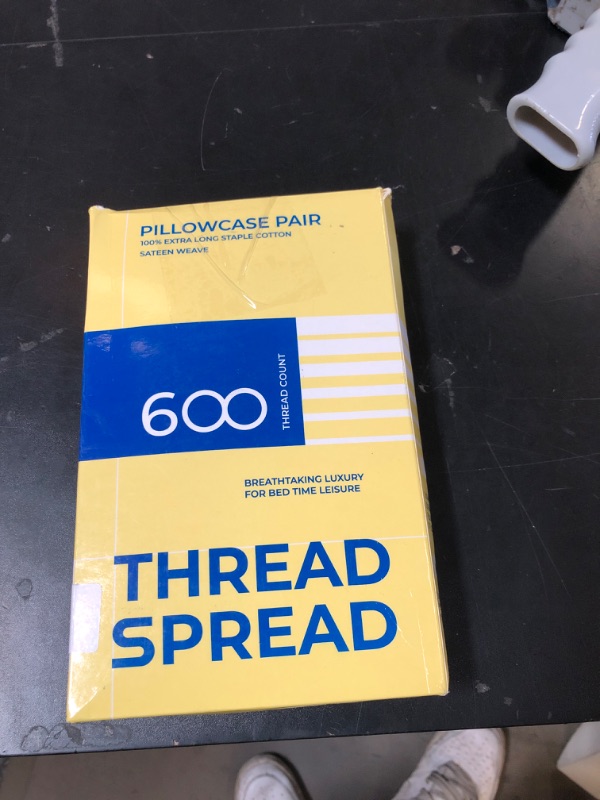 PILLOWCASE PAIR
100% EXTRA LONG STAPLE COTTON
SATEEN WEAVE
600
THREAD COUNT
BREATHTAKING LUXURY
FOR BED TIME LEISURE
THREAD
SPREAD